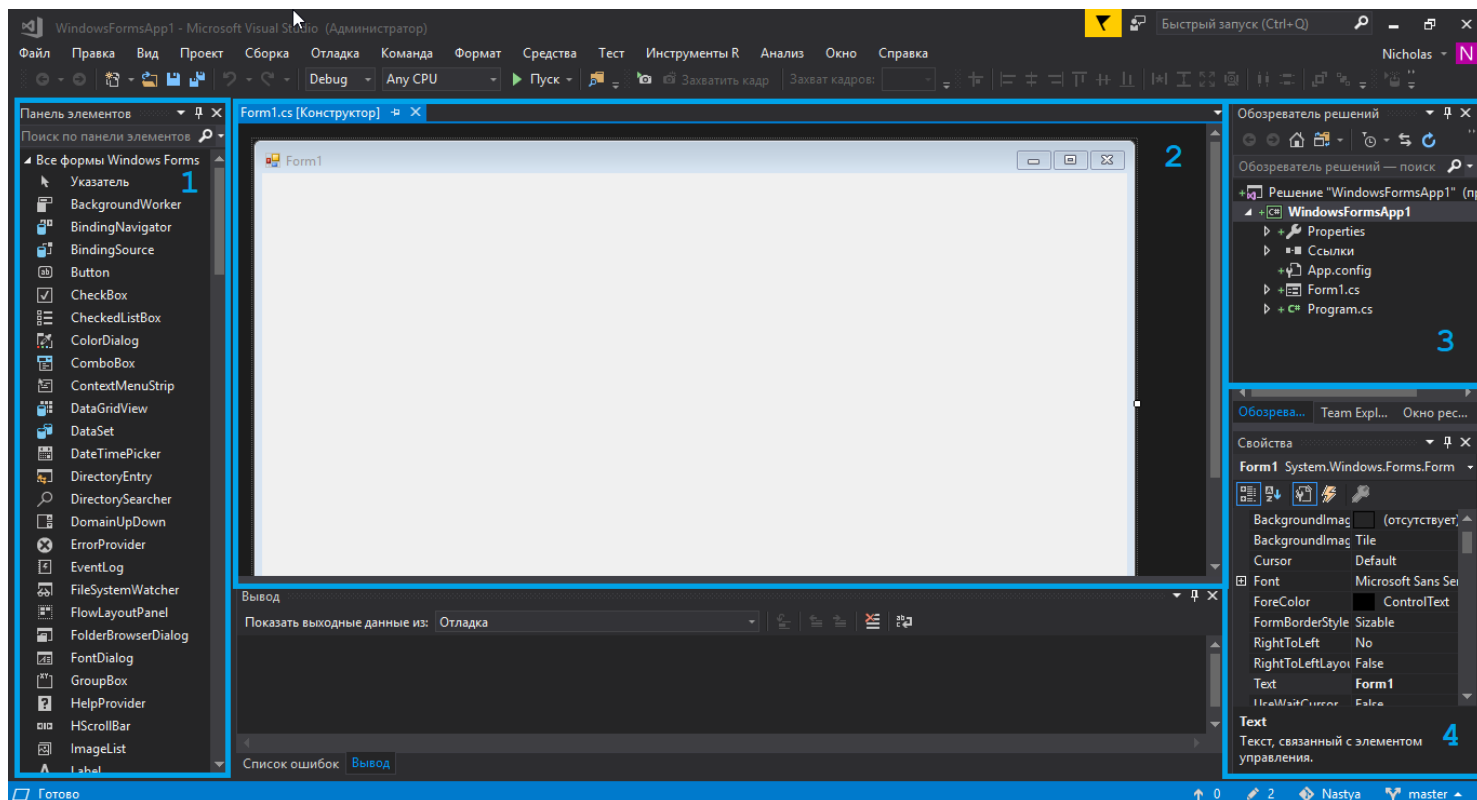 WindowsFormsApp1 - Microsoft Visual Studio (Администратор)
Быстрый запуск (Ctrl+Q)
Файл Правка Вид Проект Сборка Отладка Команда Формат Средства Тест Инструменты R Анализ Окно Справка
Nicholas N
Debug Any CPU Пуск Захватить кадр Захват кадров:
Панель элементов
Поиск по панели элементов
Все формы Windows Forms
1
Указатель
BackgroundWorker
BindingNavigator
BindingSource
Button
CheckBox
CheckedListBox
ColorDialog
ComboBox
ContextMenuStrip
DataGridView
DataSet
DateTimePicker
DirectoryEntry
DirectorySearcher
DomainUpDown
ErrorProvider
EventLog
FileSystemWatcher
FlowLayoutPanel
FolderBrowserDialog
FontDialog
GroupBox
HelpProvider
HScrollBar
ImageList
Label
Form1.cs [Конструктор]
Form1
2
Вывод
Показать выходные данные из: Отладка
Список ошибок Вывод
Обозреватель решений
Обозреватель решений — поиск
Решение "WindowsFormsApp1" (пр
WindowsFormsApp1
Properties
Ссылки
App.config
Form1.cs
Program.cs
3
Обозрева... Team Expl... Окно рес...
Свойства
Form1 System.Windows.Forms.Form
BackgroundImag (отсутствует)
BackgroundImag Tile
Cursor Default
Font Microsoft Sans Ser
ForeColor ControlText
FormBorderStyle Sizable
RightToLeft No
RightToLeftLayou False
Text Form1
UseWaitCursor False
Text
Текст, связанный с элементом
управления.
4
Готово
0 2 Nastya master